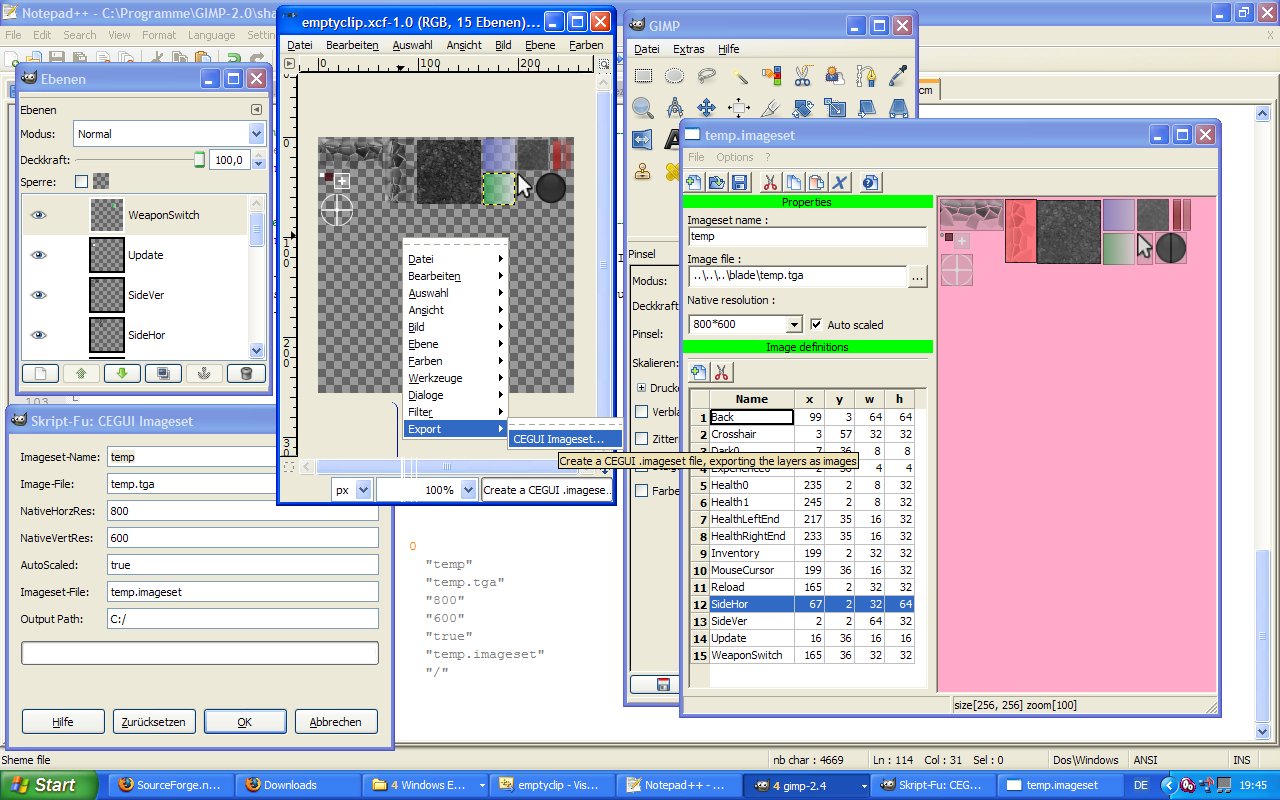 Notepad++ - C:\Programme\GIMP-2.0\sha
File Edit Search View Format Language
Ebenen
Ebenen
Modus: Normal
Deckkraft: 100,0
Sperre:
WeaponSwitch
Update
SideVer
SideHor
103
Skript-Fu: CEGUI Imageset
Imageset-Name: temp
Image-File: temp.tga
NativeHorzRes: 800
NativeVertRes: 600
AutoScaled: true
Imageset-File: temp.imageset
Output Path: C:/
Hilfe Zurücksetzen OK Abbrechen
emptyclip.xcf-1.0 (RGB, 15 Ebenen)...
Datei Bearbeiten Auswahl Ansicht Bild Ebene Farben
0 100 200
0
100
200
3
Datei
Bearbeiten
Auswahl
Ansicht
Bild
Ebene
Farben
Werkzeuge
Dialoge
Filter
Export
CEGUI Imageset...
Create a CEGUI .imageset file, exporting the layers as images
px 100% Create a CEGUI .imagese..
0
"temp"
"temp.tga"
"800"
"600"
"true"
"temp.imageset"
"/"
GIMP
Datei Extras Hilfe
Pinsel
Modus:
Deckkraft
Pinsel:
Skalieren:
Drucke
Verbla
Zitter
Farbe
cm
temp.imageset
File Options ?
Properties
Imageset name :
temp
Image file :
..\..\..\blade\temp.tga ...
Native resolution :
800*600 Auto scaled
Image definitions
Name x y w h
1 Back 99 3 64 64
2 Crosshair 3 57 32 32
3 Dark0 7 36 8 8
4 Experience0 2 36 4 4
5 Health0 235 2 8 32
6 Health1 245 2 8 32
7 HealthLeftEnd 217 35 16 32
8 HealthRightEnd 233 35 16 32
9 Inventory 199 2 32 32
10 MouseCursor 199 36 16 32
11 Reload 165 2 32 32
12 SideHor 67 2 32 64
13 SideVer 2 2 64 32
14 Update 16 36 16 16
15 WeaponSwitch 165 36 32 32
size[256, 256] zoom[100]
Sheme file nb char : 4669 Ln : 114 Col : 31 Sel : 0 Dos\Windows ANSI INS
Start SourceForge.n... Downloads 4 Windows E... emptyclip - Vis... Notepad++ - ... 4 gimp-2.4 Skript-Fu: CEG... temp.imageset DE 19:45